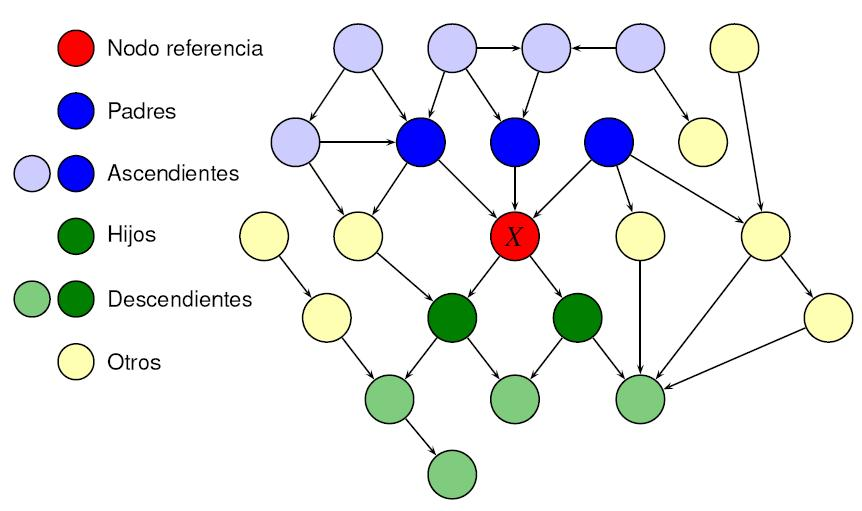 Nodo referencia
Padres
Ascendientes
Hijos
X
Descendientes
Otros